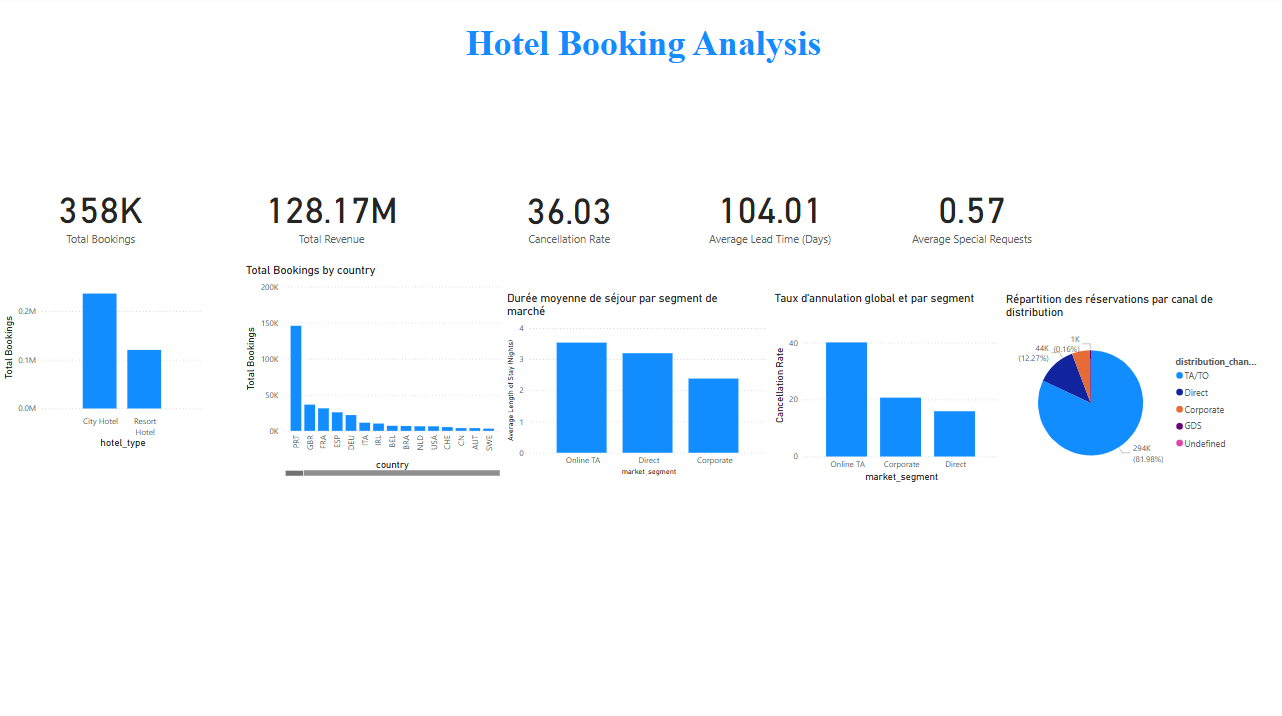 Hotel Booking Analysis
358K
Total Bookings
128.17M
Total Revenue
36.03
Cancellation Rate
104.01
Average Lead Time (Days)
0.57
Average Special Requests
Total Bookings
0.2M
0.1M
0.0M
City Hotel
Resort
Hotel
hotel_type
Total Bookings by country
Total Bookings
200K
150K
100K
50K
0K
PRT
GBR
FRA
ESP
DEU
ITA
IRL
BEL
BRA
NLD
USA
CHE
CN
AUT
SWE
country
Durée moyenne de séjour par segment de
marché
Average Length of Stay (Nights)
4
3
2
1
0
Online TA
Direct
Corporate
market_segment
Taux d'annulation global et par segment
Cancellation Rate
40
20
0
Online TA
Corporate
Direct
market_segment
Répartition des réservations par canal de
distribution
1K
(0.16%)
44K
(12.27%)
294K
(81.98%)
distribution_chan...
TA/TO
Direct
Corporate
GDS
Undefined